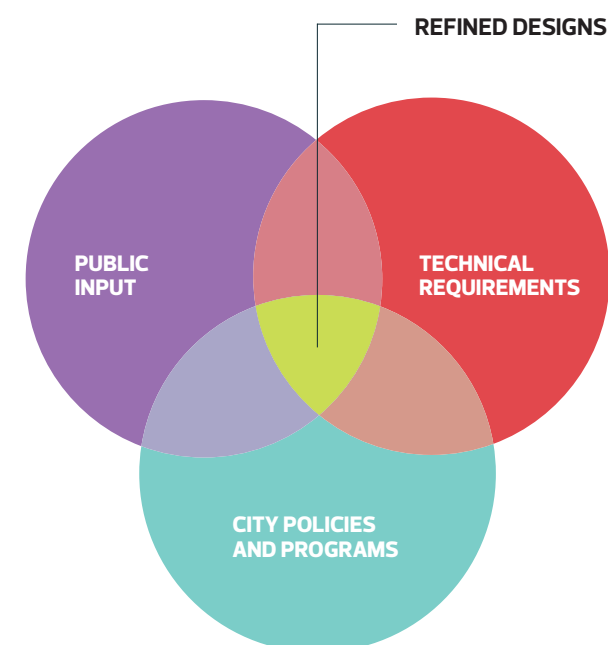 REFINED DESIGNS
PUBLIC
INPUT
TECHNICAL
REQUIREMENTS
CITY POLICIES
AND PROGRAMS